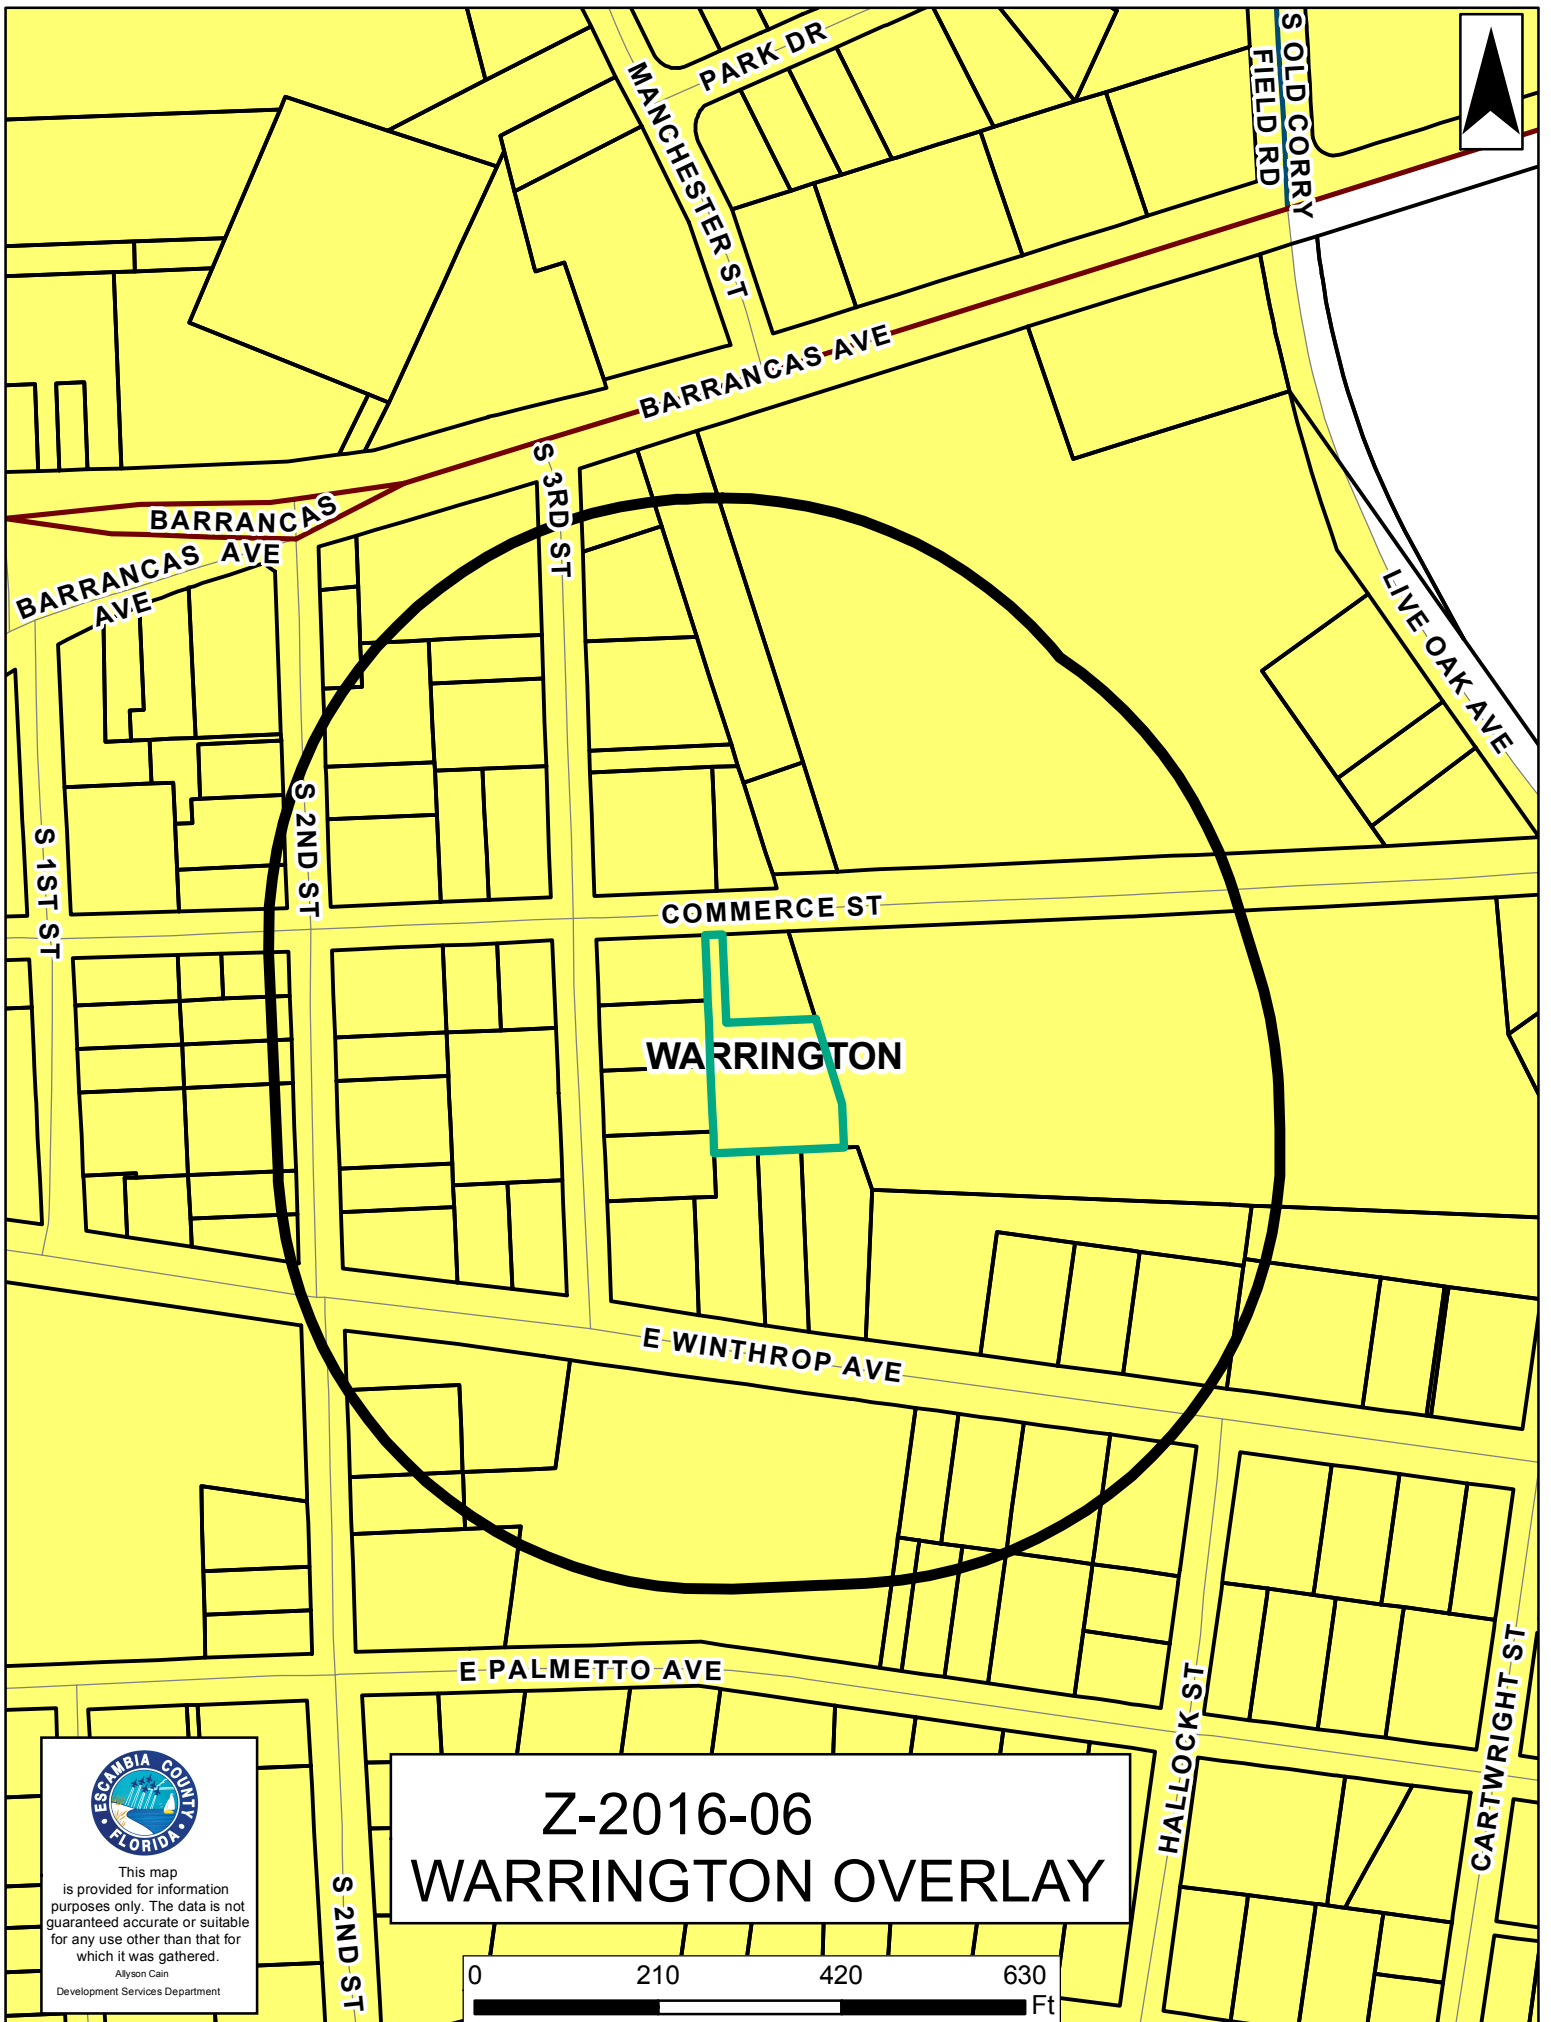 S OLD CORRY
FIELD RD
PARK DR
MANCHESTER ST
BARRANCAS AVE
S 3RD ST
BARRANCAS
AVE
BARRANCAS
AVE
LIVE OAK AVE
S 2ND ST
S 1ST ST
COMMERCE ST
WARRINGTON
E WINTHROP AVE
E PALMETTO AVE
HALLOCK ST
CARTWRIGHT ST
S 2ND ST
ESCAMBIA COUNTY
FLORIDA
This map
is provided for information
purposes only. The data is not
guaranteed accurate or suitable
for any use other than that for
which it was gathered.
Allyson Cain
Development Services Department
Z-2016-06
WARRINGTON OVERLAY
0 210 420 630
Ft